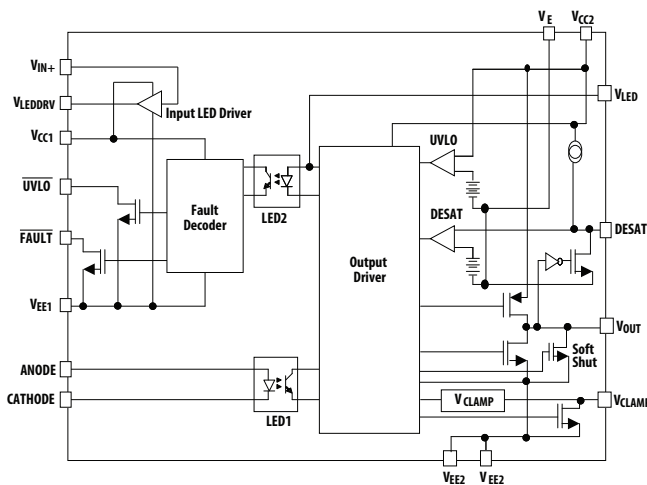 VE
VCC2
VIN+
VLEDDRV
Input LED Driver
VCC1
UVLO
FAULT
VEE1
Fault
Decoder
LED2
Output
Driver
UVLO
DESAT
VLED
DESAT
VOUT
Soft
Shut
ANODE
CATHODE
LED1
VCLAMP
VCLAMP
VEE2
VEE2